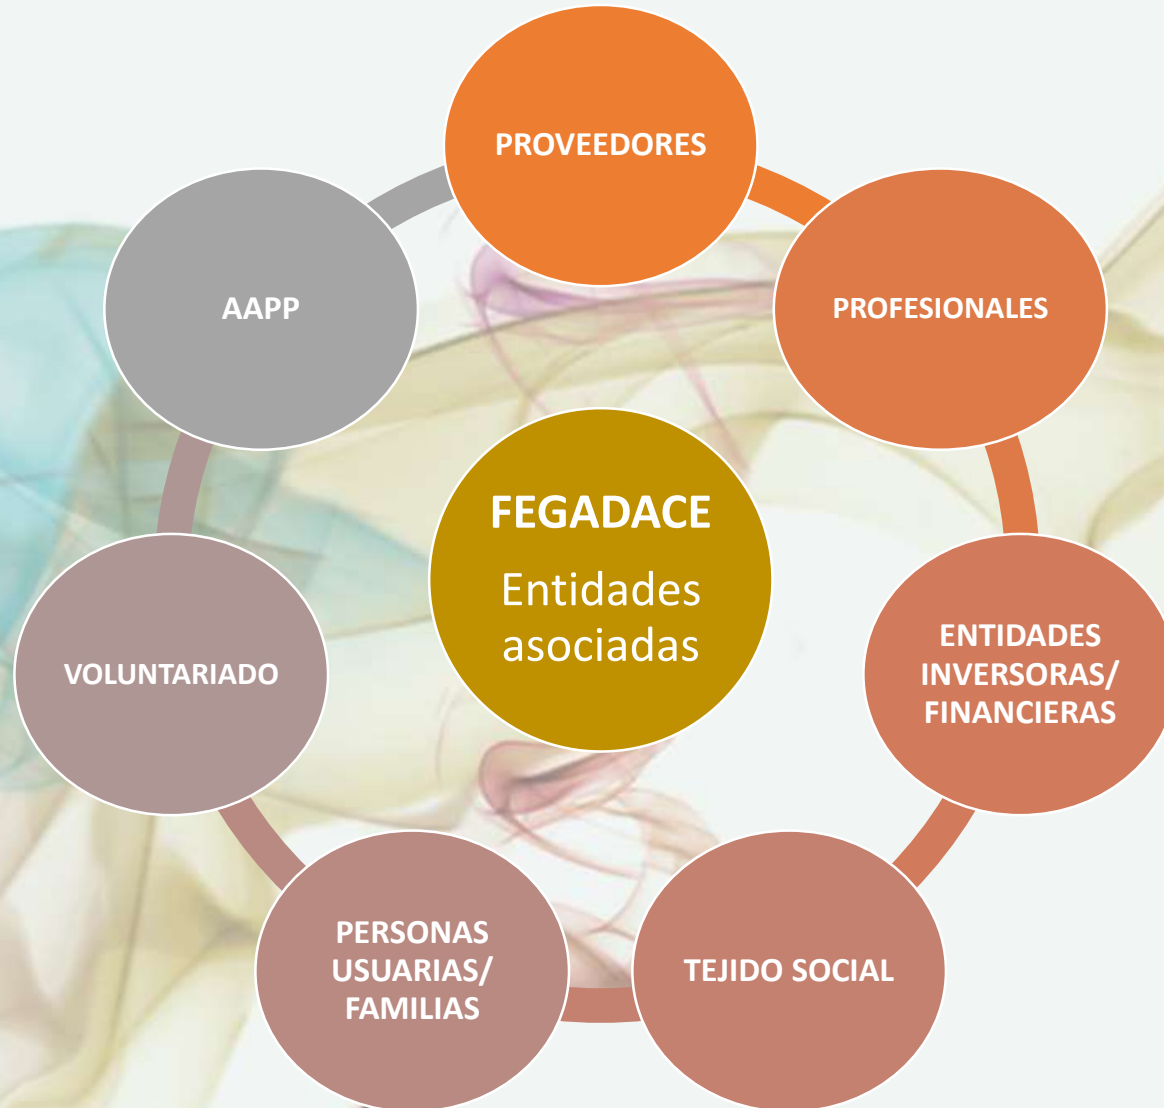 PROVEEDORES
PROFESIONALES
ENTIDADES
INVERSORAS/
FINANCIERAS
TEJIDO SOCIAL
PERSONAS
USUARIAS/
FAMILIAS
VOLUNTARIADO
AAPP
FEGADACE
Entidades
asociadas